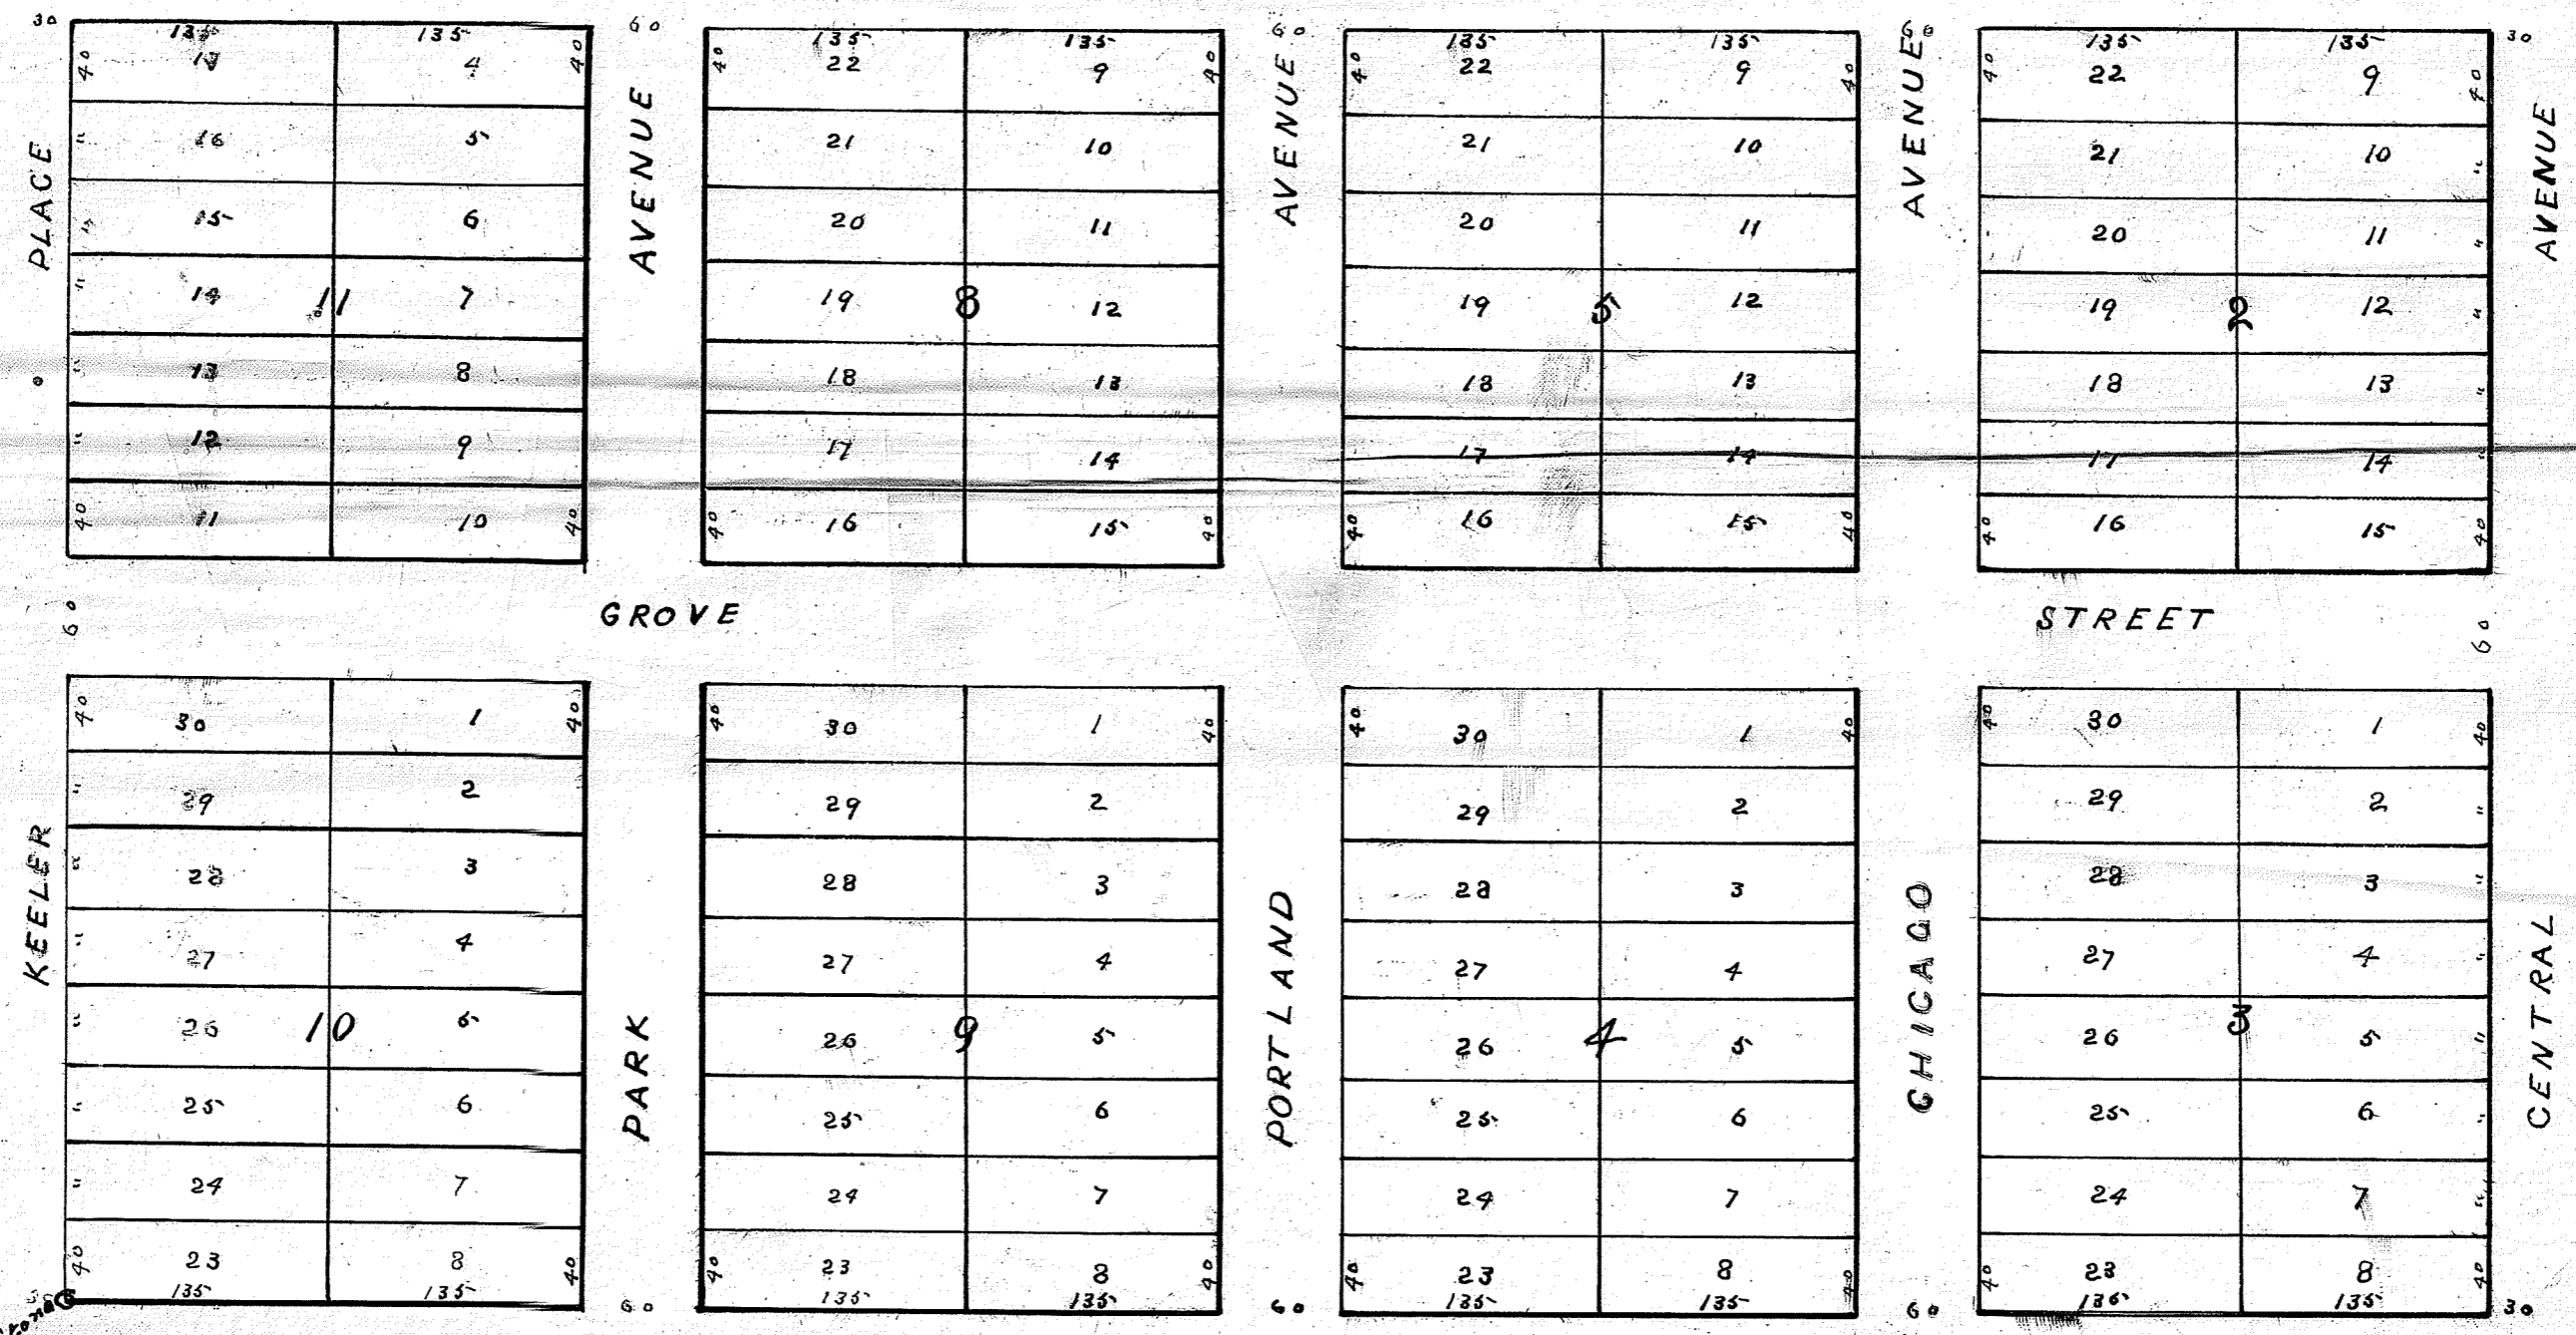 30 60 60 60 30
135 135 135 135 135 135 135 135
40 17 4 40 40 22 9 40 40 22 9 40 40 22 9 40
" 16 5 21 10 21 10 21 10 "
" 15 6 20 11 20 11 20 11 "
" 14 11 7 19 8 12 19 5 12 19 2 12 "
" 13 8 18 13 18 13 18 13 "
" 12 9 17 14 17 14 17 14 "
40 11 10 40 40 16 15 40 40 16 15 40 40 16 15 40
PLACE
AVENUE
AVENUE
AVENUE
AVENUE
60 GROVE STREET 60
40 30 1 40 40 30 1 40 40 30 1 40 40 30 1 40
" 29 2 29 2 29 2 29 2 "
" 28 3 28 3 28 3 28 3 "
" 27 4 27 4 27 4 27 4 "
" 26 10 5 26 9 5 26 4 5 26 3 5 "
" 25 6 25 6 25 6 25 6 "
" 24 7 24 7 24 7 24 7 "
40 23 8 40 40 23 8 40 40 23 8 40 40 23 8 40
135 135 135 135 135 135 135 135
60 60 60 30
KEELER
PARK
PORTLAND
CHICAGO
CENTRAL